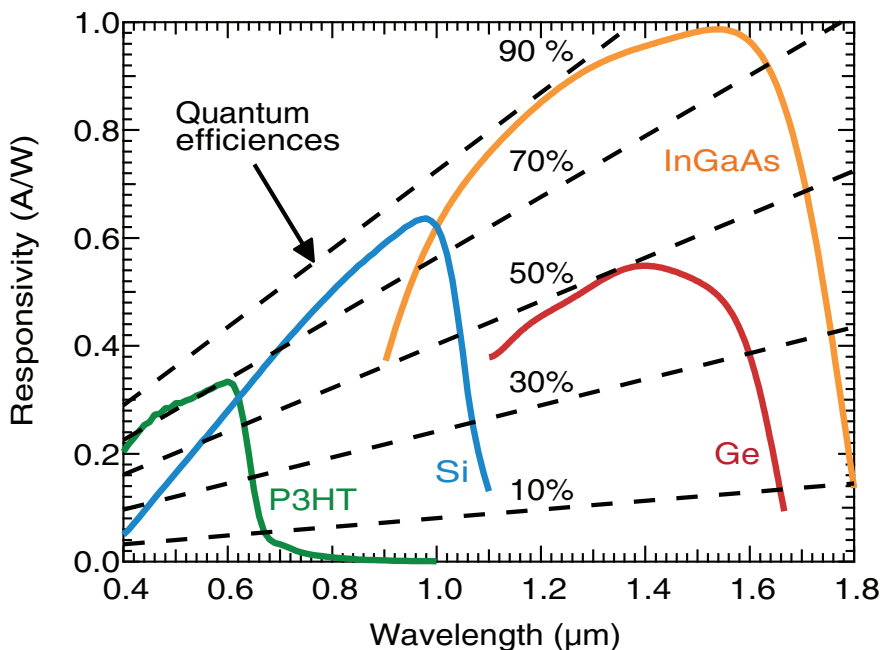 1.0
0.8
0.6
0.4
0.2
0.0
Responsivity (A/W)
Quantum
efficiences
90 %
70%
50%
30%
10%
InGaAs
Ge
Si
P3HT
0.4
0.6
0.8
1.0
1.2
1.4
1.6
1.8
Wavelength (μm)